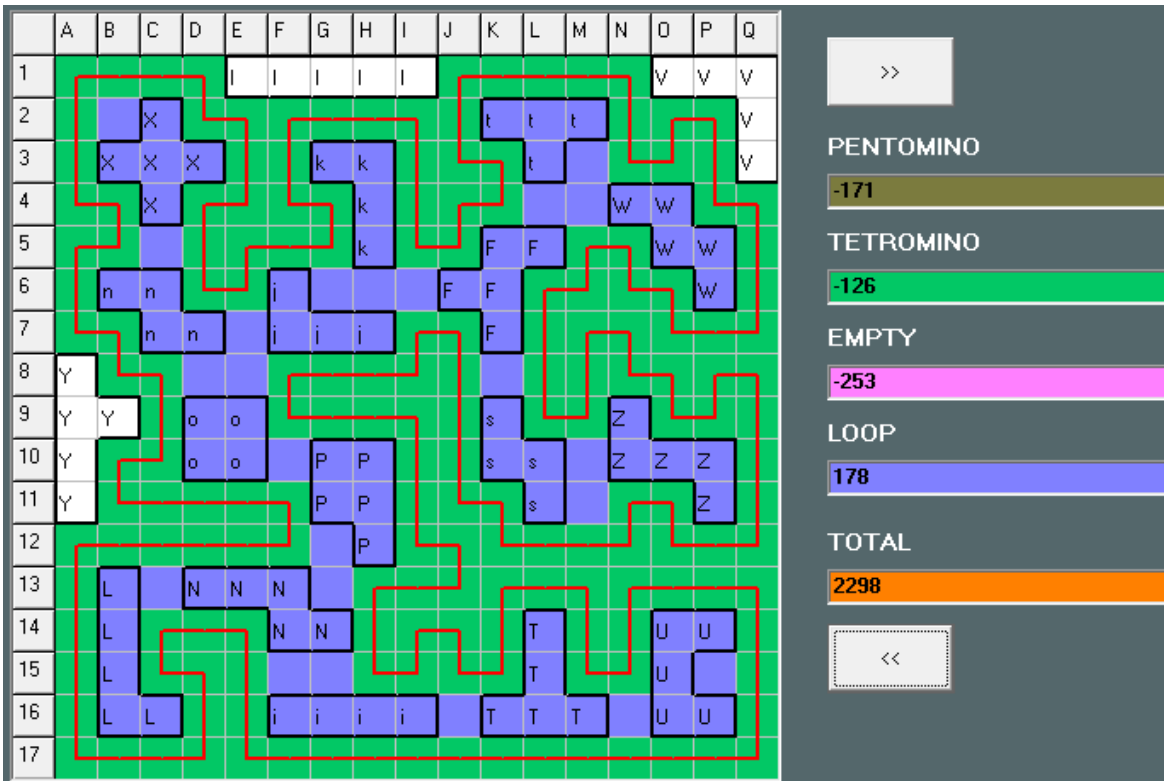 A B C D E F G H I J K L M N O P Q
1 I I I I I V V V
2 X t t t V
3 X X X k k t V
4 X k W W
5 k F F W W
6 n n j F F W
7 n n j j j F
8 Y
9 Y Y o o s Z
10 Y o o P P s s Z Z Z
11 Y P P s Z
12 P
13 L N N N
14 L N N T U U
15 L T U
16 L L i i i i T T T U U
17
>>
PENTOMINO
-171
TETROMINO
-126
EMPTY
-253
LOOP
178
TOTAL
2298
<<